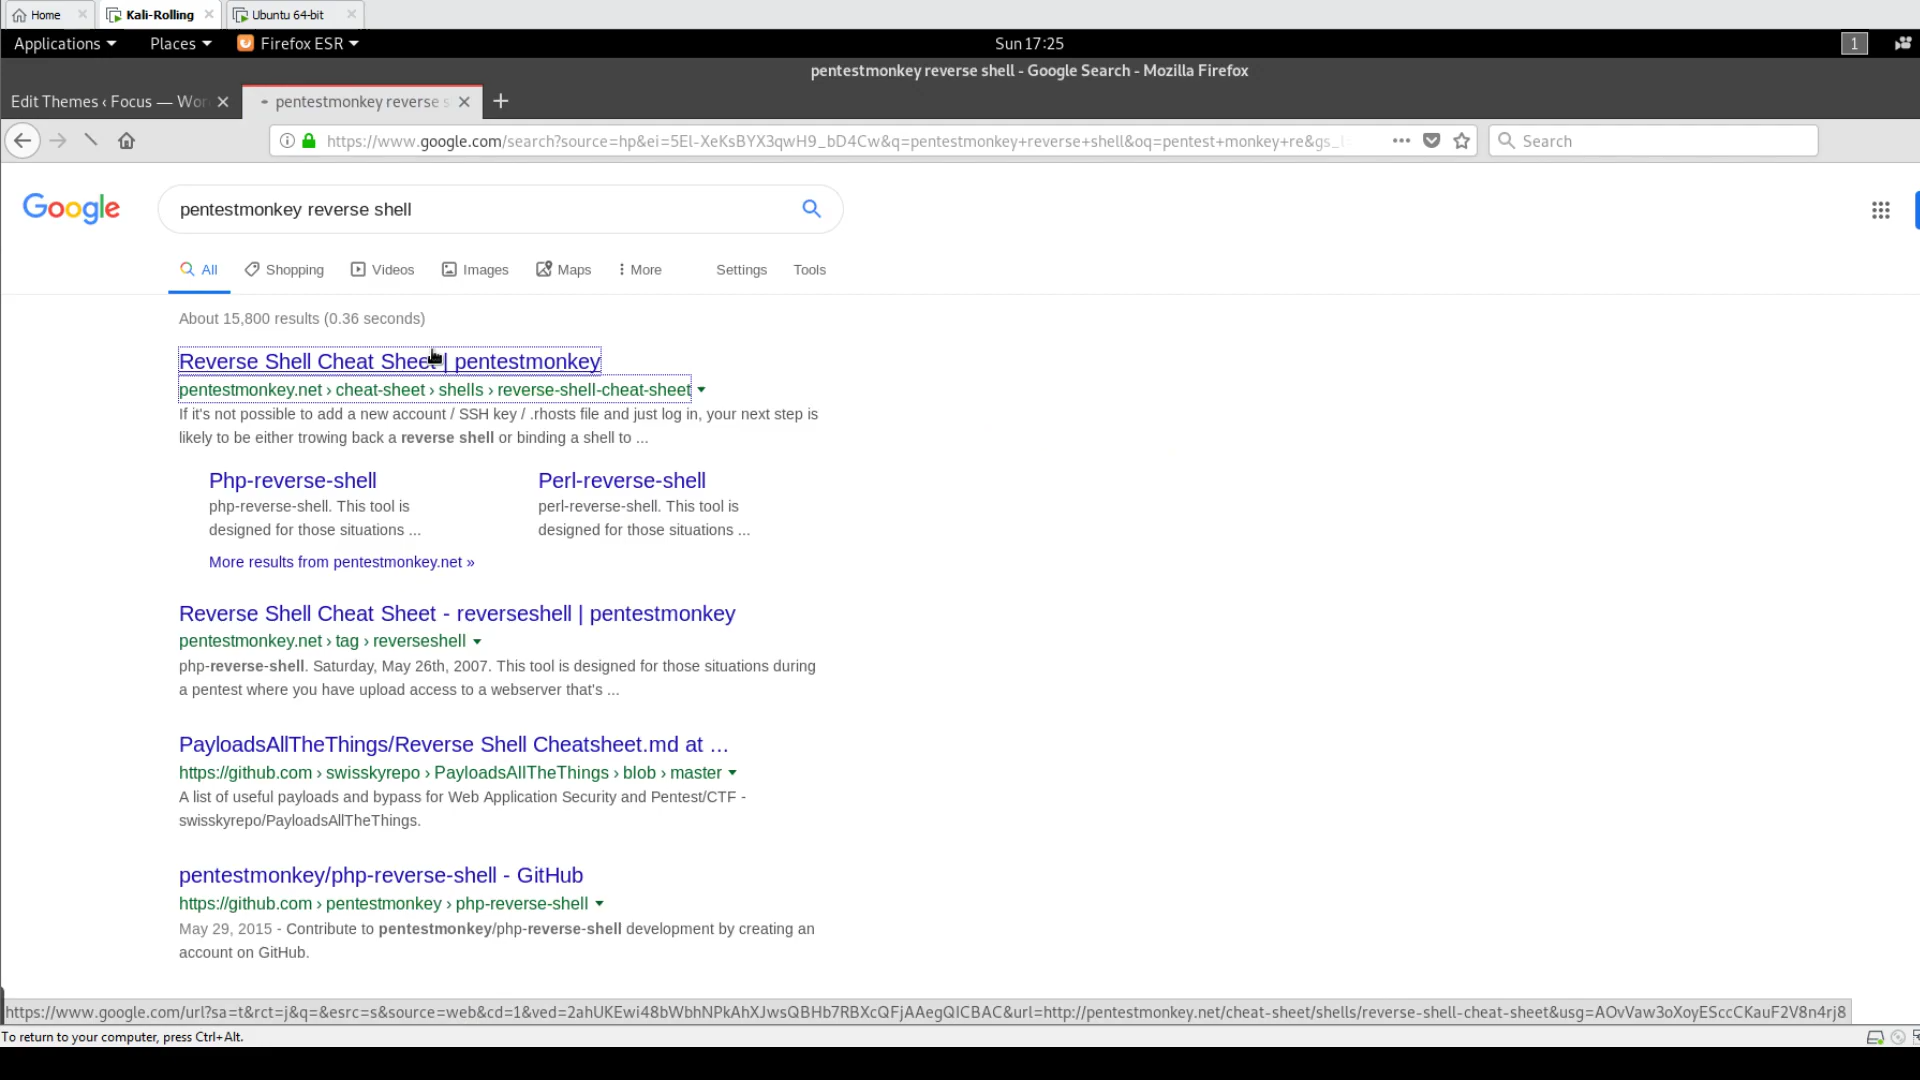 Home
Kali-Rolling
Ubuntu 64-bit
Applications
Places
Firefox ESR
Sun 17:25
1
pentestmonkey reverse shell - Google Search - Mozilla Firefox
Edit Themes ‹ Focus — Wor
pentestmonkey reverse s
https://www.google.com/search?source=hp&ei=5El-XeKsBYX3qwH9_bD4Cw&q=pentestmonkey+reverse+shell&oq=pentest+monkey+re&gs_l
Search
Google
pentestmonkey reverse shell
All
Shopping
Videos
Images
Maps
More
Settings
Tools
About 15,800 results (0.36 seconds)
Reverse Shell Cheat Sheet | pentestmonkey
pentestmonkey.net › cheat-sheet › shells › reverse-shell-cheat-sheet
If it's not possible to add a new account / SSH key / .rhosts file and just log in, your next step is
likely to be either trowing back a reverse shell or binding a shell to ...
Php-reverse-shell
php-reverse-shell. This tool is
designed for those situations ...
Perl-reverse-shell
perl-reverse-shell. This tool is
designed for those situations ...
More results from pentestmonkey.net »
Reverse Shell Cheat Sheet - reverseshell | pentestmonkey
pentestmonkey.net › tag › reverseshell
php-reverse-shell. Saturday, May 26th, 2007. This tool is designed for those situations during
a pentest where you have upload access to a webserver that's ...
PayloadsAllTheThings/Reverse Shell Cheatsheet.md at ...
https://github.com › swisskyrepo › PayloadsAllTheThings › blob › master
A list of useful payloads and bypass for Web Application Security and Pentest/CTF -
swisskyrepo/PayloadsAllTheThings.
pentestmonkey/php-reverse-shell - GitHub
https://github.com › pentestmonkey › php-reverse-shell
May 29, 2015 - Contribute to pentestmonkey/php-reverse-shell development by creating an
account on GitHub.
https://www.google.com/url?sa=t&rct=j&q=&esrc=s&source=web&cd=1&ved=2ahUKEwi48bWbhNPkAhXJwsQBHb7RBXcQFjAAegQICBAC&url=http://pentestmonkey.net/cheat-sheet/shells/reverse-shell-cheat-sheet&usg=AOvVaw3oXoyESccCKauF2V8n4rj8
To return to your computer, press Ctrl+Alt.